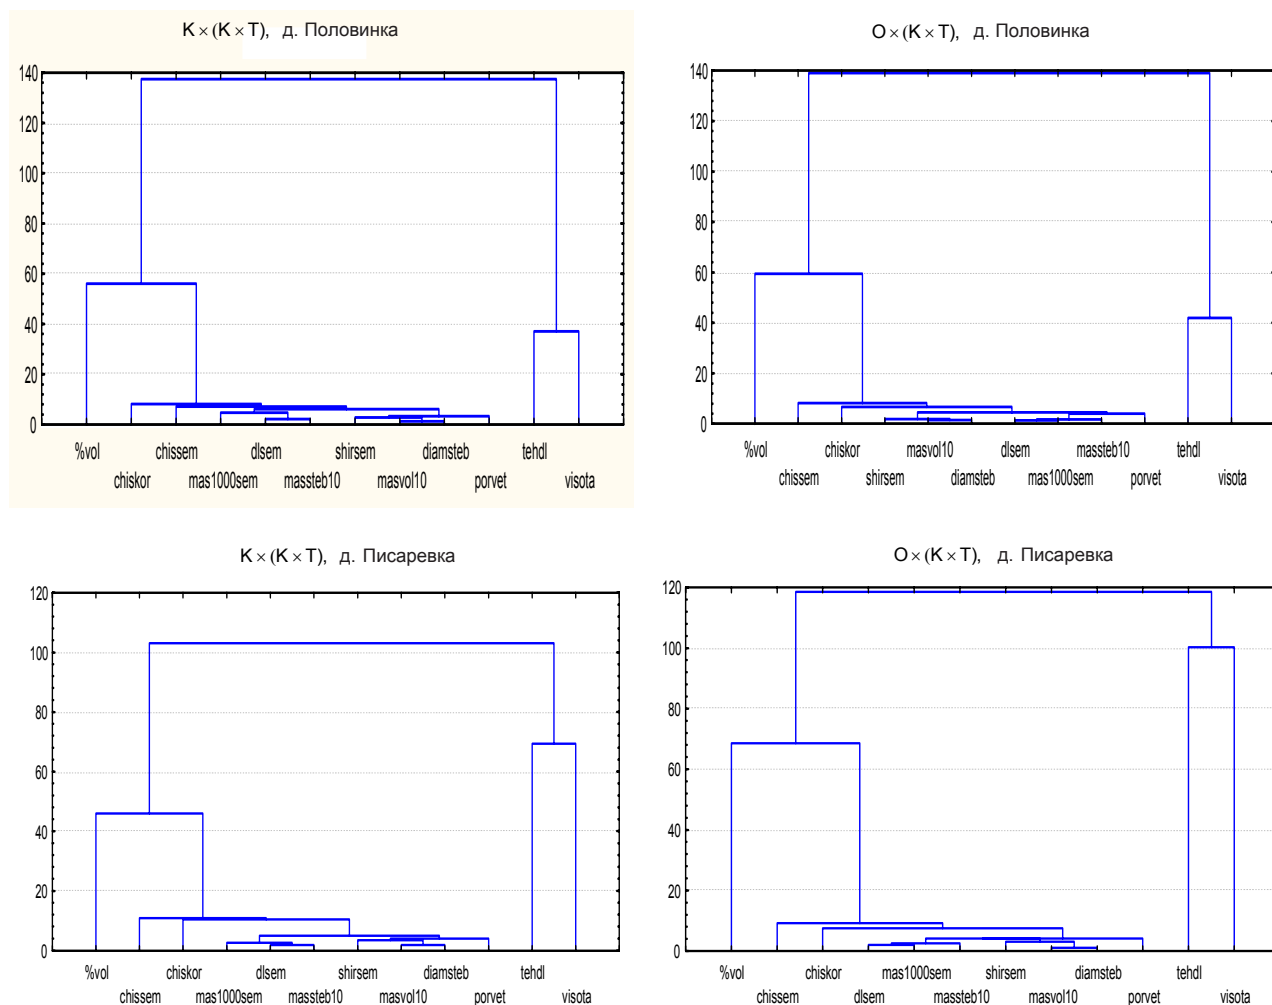 K × (K × T), д. Половинка
140
120
100
80
60
40
20
0
%vol chissem dlsem shirsem diamsteb tehdl
chiskor mas1000sem massteb10 masvol10 porvet visota
O × (K × T), д. Половинка
140
120
100
80
60
40
20
0
%vol chiskor masvol10 dlsem massteb10 tehdl
chissem shirsem diamsteb mas1000sem porvet visota
K × (K × T), д. Писаревка
120
100
80
60
40
20
0
%vol chiskor dlsem shirsem diamsteb tehdl
chissem mas1000sem massteb10 masvol10 porvet visota
O × (K × T), д. Писаревка
120
100
80
60
40
20
0
%vol chiskor mas1000sem shirsem diamsteb tehdl
chissem dlsem massteb10 masvol10 porvet visota